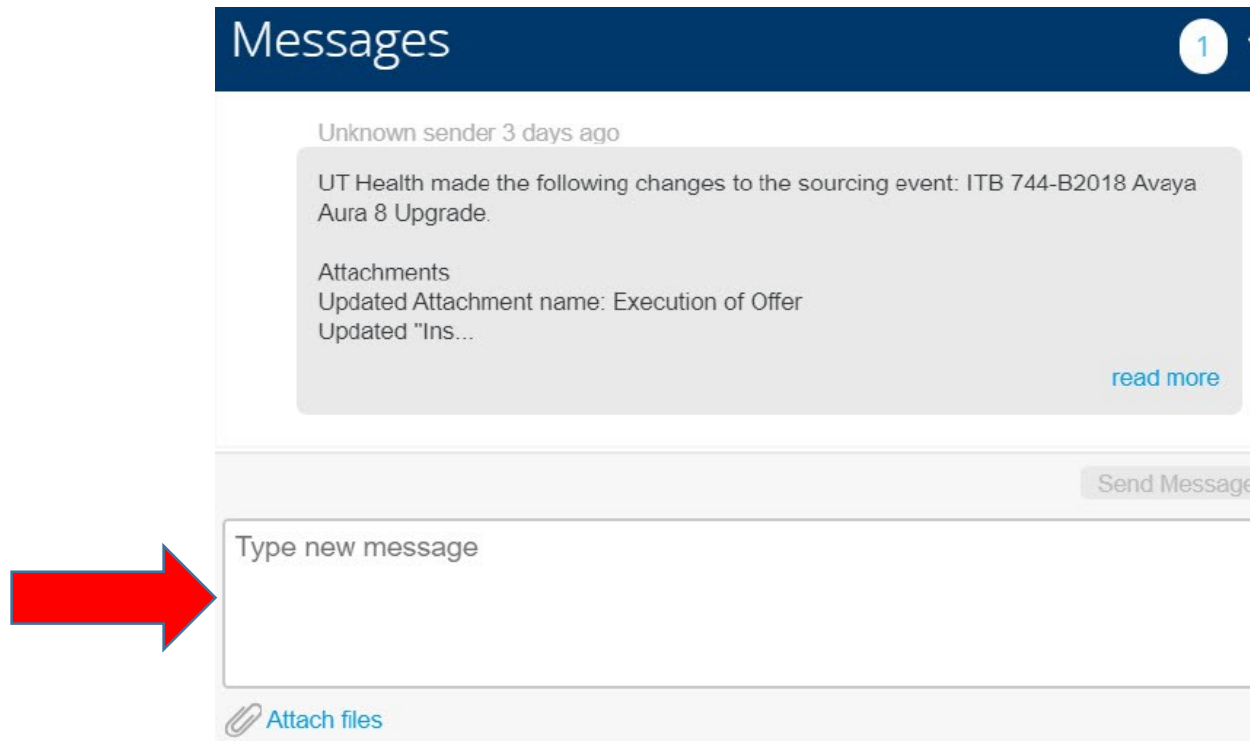 Messages
1
Unknown sender 3 days ago
UT Health made the following changes to the sourcing event: ITB 744-B2018 Avaya
Aura 8 Upgrade.
Attachments
Updated Attachment name: Execution of Offer
Updated "Ins...
read more
Send Message
Type new message
Attach files